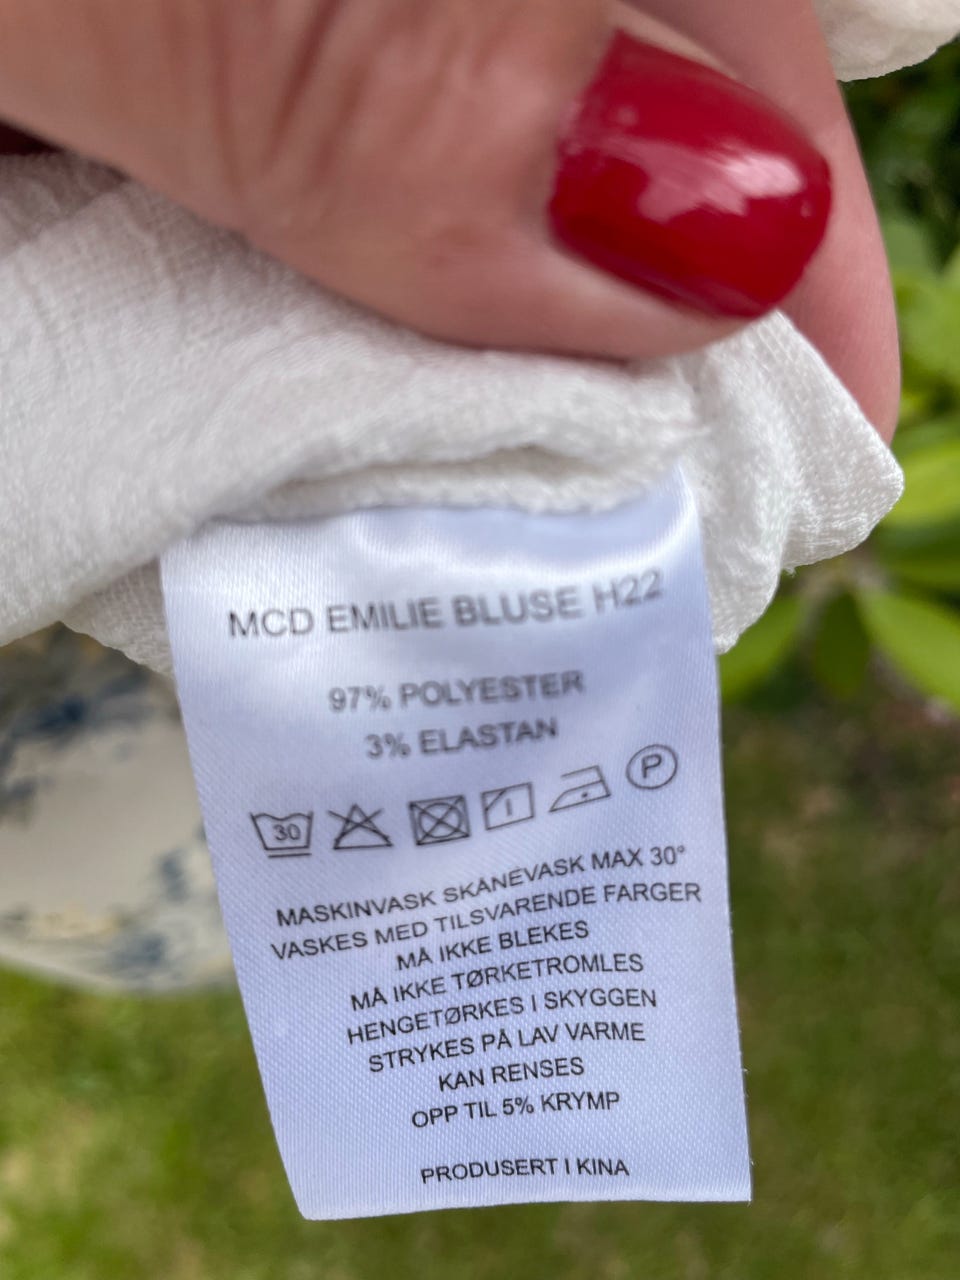 MCD EMILIE BLUSE H22
97% POLYESTER
3% ELASTAN
30 P
MASKINVASK SKANEVASK MAX 30°
VASKES MED TILSVARENDE FARGER
MÅ IKKE BLEKES
MÅ IKKE TØRKETROMLES
HENGETØRKES I SKYGGEN
STRYKES PÅ LAV VARME
KAN RENSES
OPP TIL 5% KRYMP
PRODUSERT I KINA